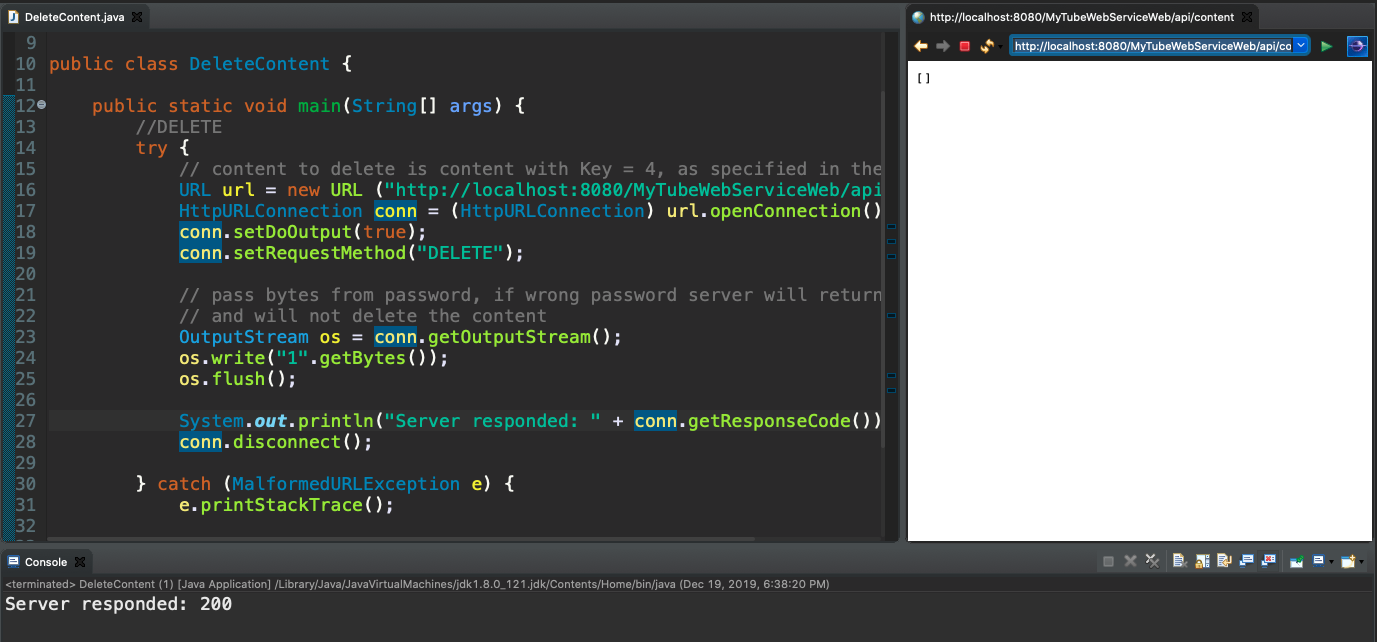 DeleteContent.java
9
10 public class DeleteContent {
11
12 public static void main(String[] args) {
13 //DELETE
14 try {
15 // content to delete is content with Key = 4, as specified in the
16 URL url = new URL ("http://localhost:8080/MyTubeWebServiceWeb/api
17 HttpURLConnection conn = (HttpURLConnection) url.openConnection()
18 conn.setDoOutput(true);
19 conn.setRequestMethod("DELETE");
20
21 // pass bytes from password, if wrong password server will return
22 // and will not delete the content
23 OutputStream os = conn.getOutputStream();
24 os.write("1".getBytes());
25 os.flush();
26
27 System.out.println("Server responded: " + conn.getResponseCode())
28 conn.disconnect();
29
30 } catch (MalformedURLException e) {
31 e.printStackTrace();
32
http://localhost:8080/MyTubeWebServiceWeb/api/content
http://localhost:8080/MyTubeWebServiceWeb/api/co
[]
Console
<terminated> DeleteContent (1) [Java Application] /Library/Java/JavaVirtualMachines/jdk1.8.0_121.jdk/Contents/Home/bin/java (Dec 19, 2019, 6:38:20 PM)
Server responded: 200